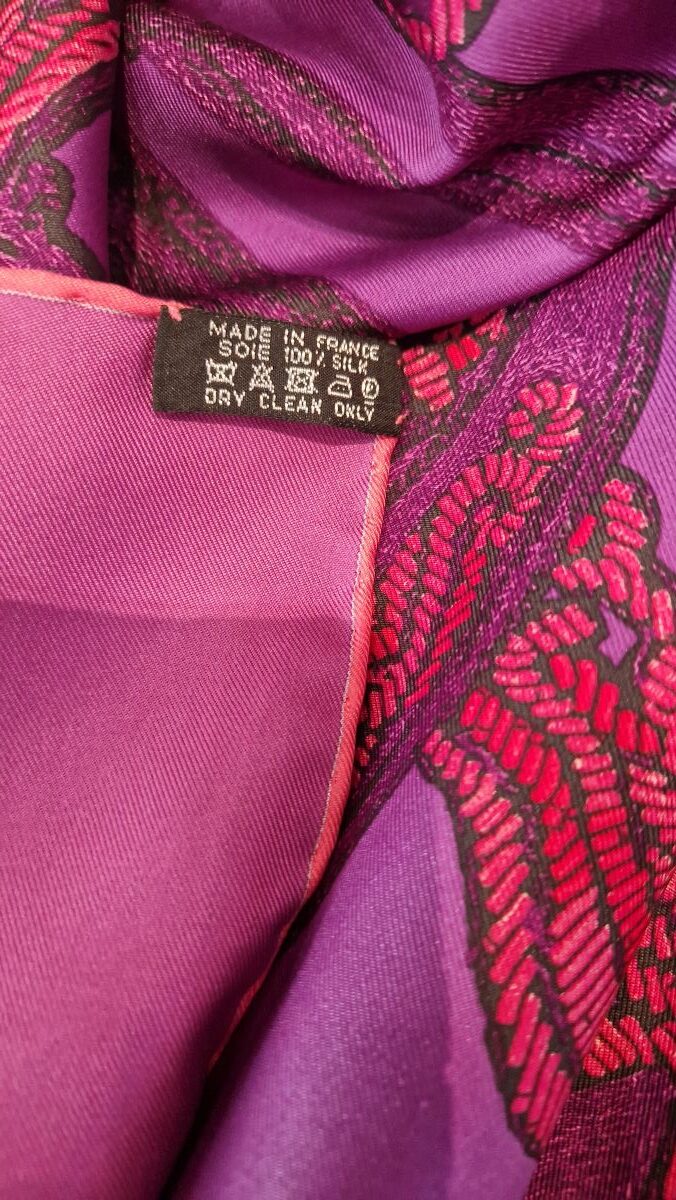 MADE IN FRANCE
SOIE 100% SILK
P
DRY CLEAN ONLY